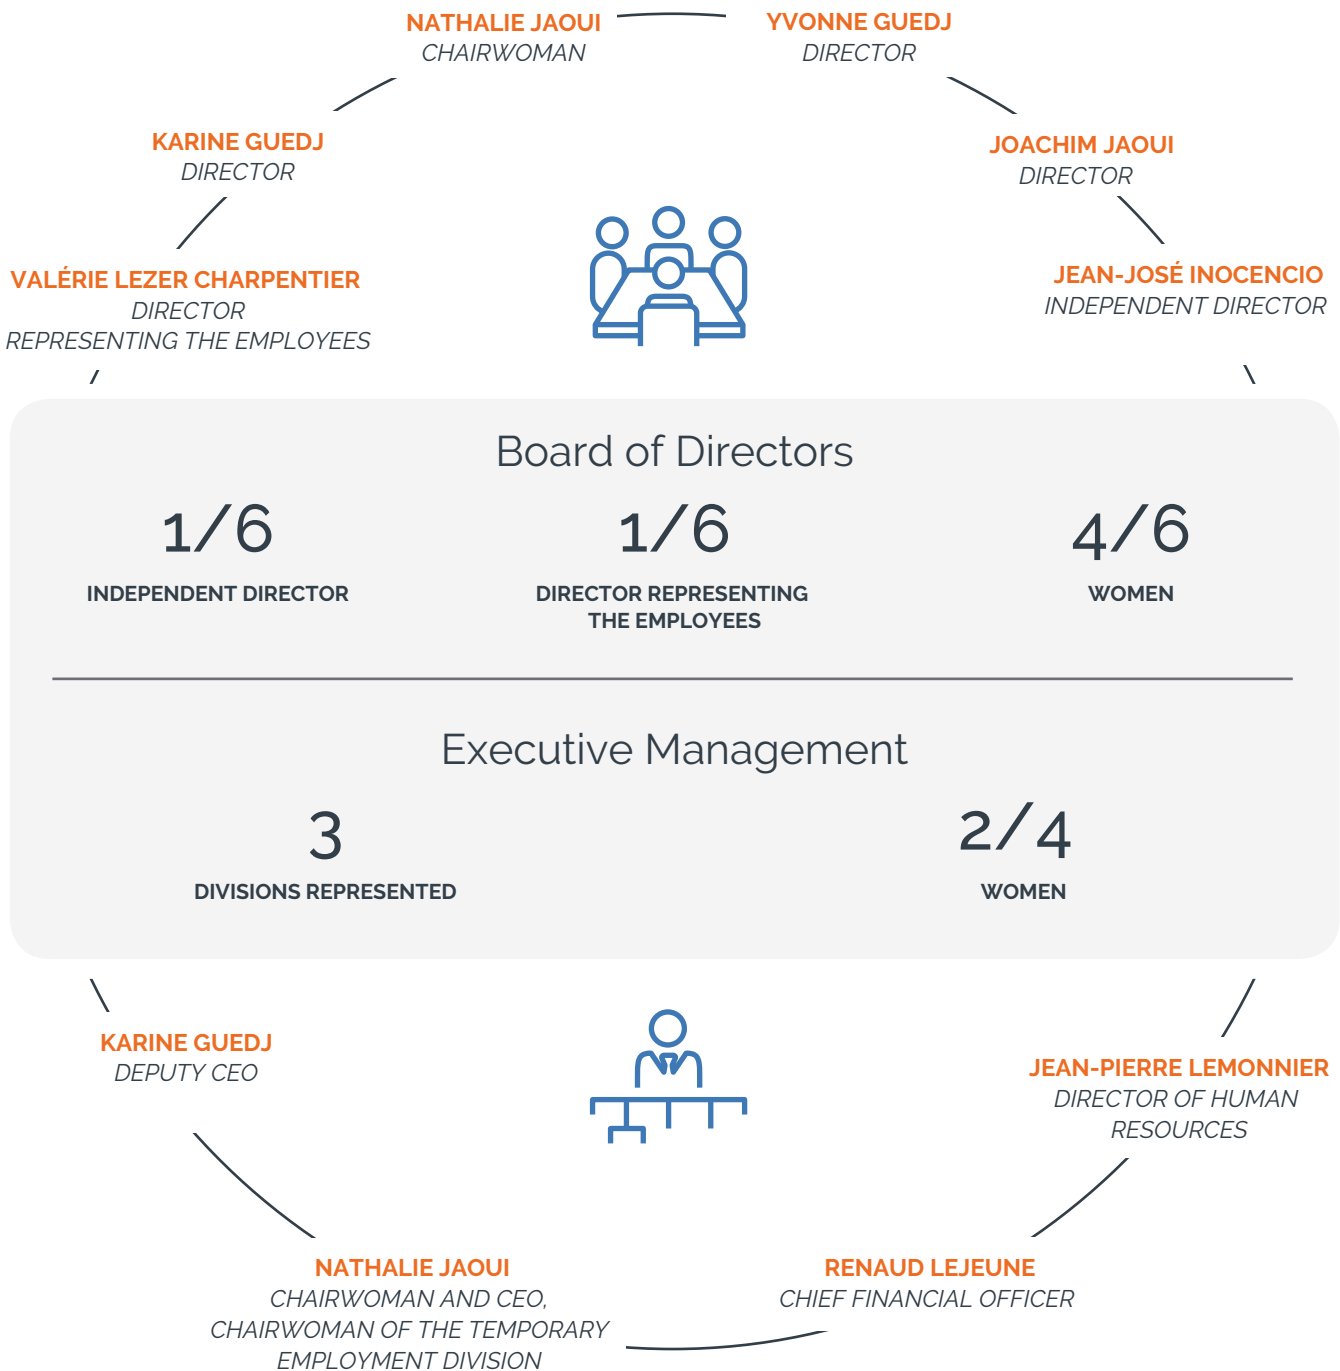 NATHALIE JAOUI
CHAIRWOMAN
YVONNE GUEDJ
DIRECTOR
KARINE GUEDJ
DIRECTOR
JOACHIM JAOUI
DIRECTOR
VALÉRIE LEZER CHARPENTIER
DIRECTOR
REPRESENTING THE EMPLOYEES
JEAN-JOSÉ INOCENCIO
INDEPENDENT DIRECTOR
Board of Directors
1/6
INDEPENDENT DIRECTOR
1/6
DIRECTOR REPRESENTING
THE EMPLOYEES
4/6
WOMEN
Executive Management
3
DIVISIONS REPRESENTED
2/4
WOMEN
KARINE GUEDJ
DEPUTY CEO
JEAN-PIERRE LEMONNIER
DIRECTOR OF HUMAN
RESOURCES
NATHALIE JAOUI
CHAIRWOMAN AND CEO,
CHAIRWOMAN OF THE TEMPORARY
EMPLOYMENT DIVISION
RENAUD LEJEUNE
CHIEF FINANCIAL OFFICER